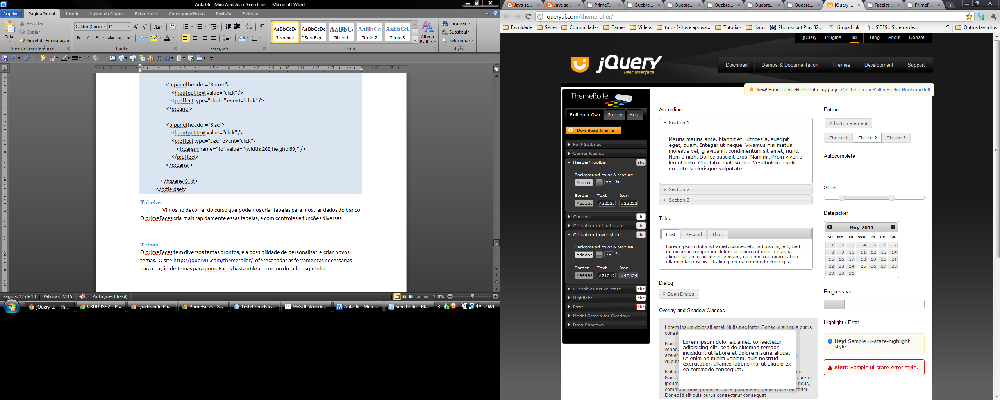 Aula 06 - Mini Apostila e Exercícios - Microsoft Word
Arquivo
Página Inicial
Inserir
Layout da Página
Referências
Correspondências
Revisão
Exibição
Recortar
Copiar
Pincel de Formatação
Colar
Área de Transferência
Calibri (Corpo
11
Fonte
Parágrafo
AaBbCcDc
¶ Normal
AaBbCcDc
¶ Sem Esp...
AaBbC
Título 1
AaBbCc
Título 2
AaBbCcI
Título 3
Alterar
Estilos
Estilo
Localizar
Substituir
Selecionar
Edição
<p:panel header="Shake">
<h:outputText value="click" />
<p:effect type="shake" event="click" />
</p:panel>
<p:panel header="Size">
<h:outputText value="click" />
<p:effect type="size" event="click">
<f:param name="to" value="{width: 200, height: 60}" />
</p:effect>
</p:panel>
</h:panelGrid>
</p:fieldset>
Tabelas
Vimos no decorrer do curso que podemos criar tabelas para mostrar dados do banco.
O primeFaces cria mais rapidamente essas tabelas, e com controles e funções diversas
Temas
O primeFaces tem diversos temas prontos, e a possibilidade de personalizar e criar novos
temas. O site http://jqueryui.com/themeroller/ oferece todas as ferramentas necessárias
para criação de temas para primeFaces basta utilizar o menu do lado esquerdo.
Página: 12 de 13
Palavras: 2.115
Português (Brasil)
100%
jQuery UI - Th...
CRUD JSF 2 – P...
Quebrando Pa...
PrimeFaces - S...
TestePrimeFac...
MySQL Workb...
Aula 06 - Mini ...
Sem título - Bl...
20:01
Java se...
Java se...
PrimeF...
Quebra...
Quebra...
Quebra...
Quebra...
Quebra...
jQuery ...
Facelet ...
PrimeF...
jqueryui.com/themeroller/
Faculdade
Séries
Comunidades
Games
Videos
tutos feitos e aprova...
Tutoriais
livros
Photosmart Plus B2...
Limpa Link
:: SIGES :: Sistema de...
Outros favoritos
jQuery
Plugins
UI
Blog
About
Donate
jQuery
user interface
Download
Demos & Documentation
Themes
Development
Support
New! Bring ThemeRoller into any page: Get the ThemeRoller Firefox Bookmarklet!
ThemeRoller
Roll Your Own
Gallery
Help
Download theme
Font Settings
Corner Radius
Header/Toolbar
abc
Background color & texture
#cccccc
75
%
Border
Text
Icon
#aaaaa
#22222
#22222
Content
abc
Clickable: default state
abc
Clickable: hover state
abc
Background color & texture
#dadac
75
%
Border
Text
Icon
#99999
#21212
#45454
Clickable: active state
abc
Highlight
abc
Error
abc
Modal Screen for Overlays
Drop Shadows
Accordion
Section 1
Mauris mauris ante, blandit et, ultrices a, suscipit
eget, quam. Integer ut neque. Vivamus nisi metus,
molestie vel, gravida in, condimentum sit amet, nunc.
Nam a nibh. Donec suscipit eros. Nam mi. Proin viverra
leo ut odio. Curabitur malesuada. Vestibulum a velit
eu ante scelerisque vulputate.
Section 2
Section 3
Tabs
First
Second
Third
Lorem ipsum dolor sit amet, consectetur adipisicing elit, sed
do eiusmod tempor incididunt ut labore et dolore magna
aliqua. Ut enim ad minim veniam, quis nostrud exercitation
ullamco laboris nisi ut aliquip ex ea commodo consequat.
Dialog
Open Dialog
Overlay and Shadow Classes
Lorem ipsum dolor sit amet, Nulla nec tortor. Donec id elit quis purus
Lorem ipsum dolor sit amet, consectetur
adipisicing elit, sed do eiusmod tempor
incididunt ut labore et dolore magna aliqua.
Ut enim ad minim veniam, quis nostrud
exercitation ullamco laboris nisi ut aliquip ex
ea commodo consequat.
commodo vitae, pharetra mollis, posuere eu, pede. Nulla nec tortor.
Donec id elit quis purus consectetur consequat.
Button
A button element
Choice 1
Choice 2
Choice 3
Autocomplete
Slider
Datepicker
May 2011
Su Mo Tu We Th Fr Sa
1 2 3 4 5 6 7
8 9 10 11 12 13 14
15 16 17 18 19 20 21
22 23 24 25 26 27 28
29 30 31
Progressbar
Highlight / Error
Hey! Sample ui-state-highlight
style.
Alert: Sample ui-state-error style.